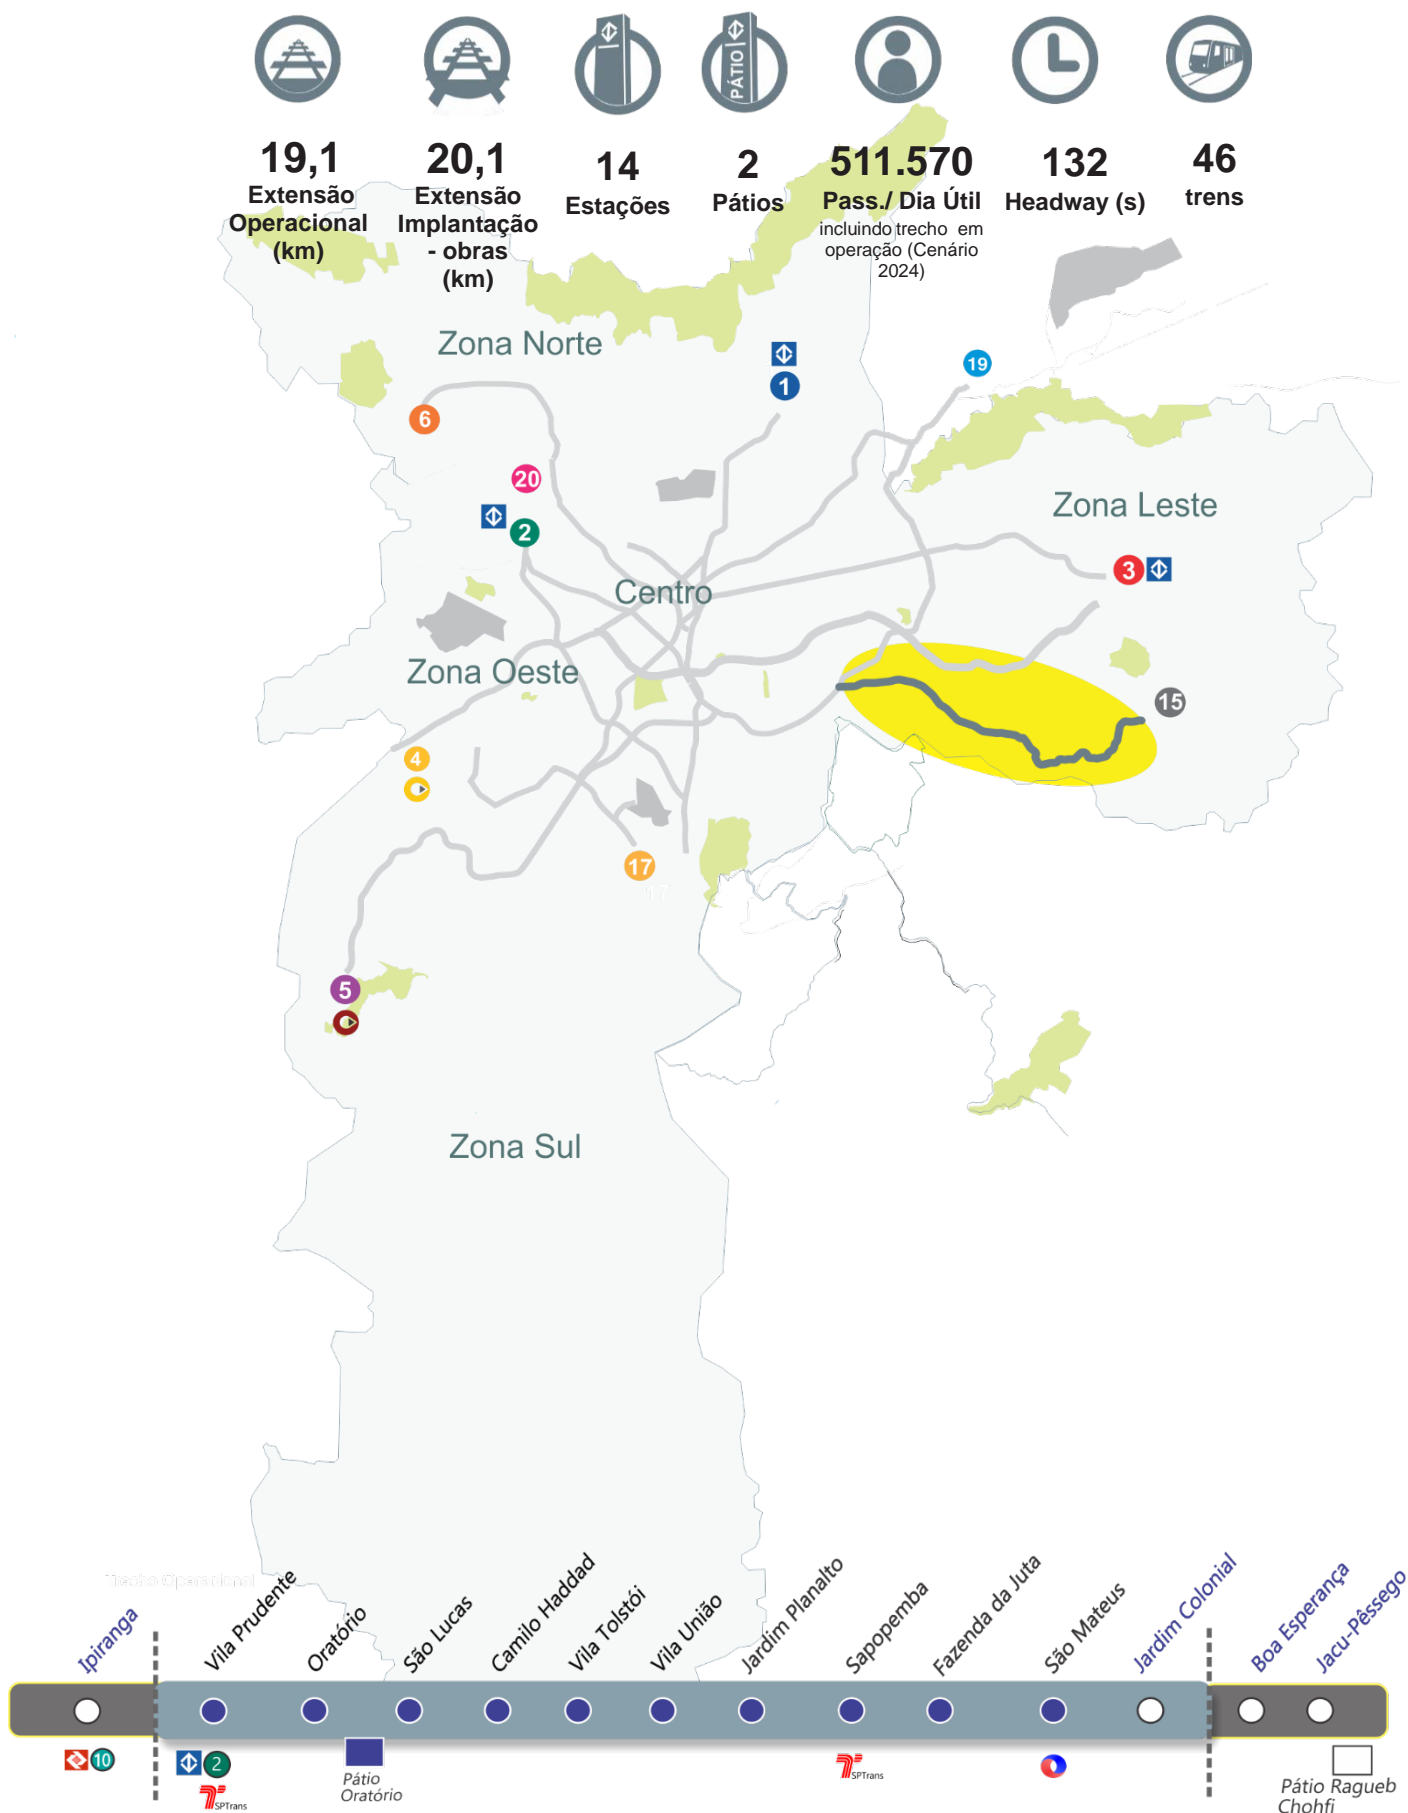 PÁTIO
19,1
Extensão
Operacional
(km)
20,1
Extensão
Implantação
- obras
(km)
14
Estações
2
Pátios
511.570
Pass./ Dia Útil
incluindo trecho em
operação (Cenário
2024)
132
Headway (s)
46
trens
Zona Norte
19
1
6
20
2
Zona Leste
3
Centro
Zona Oeste
15
4
17
17
5
Zona Sul
Trecho Operacional
Ipiranga
Vila Prudente
Oratório
São Lucas
Camilo Haddad
Vila Tolstói
Vila União
Jardim Planalto
Sapopemba
Fazenda da Juta
São Mateus
Jardim Colonial
Boa Esperança
Jacu-Pêssego
10
2
SPTrans
Pátio
Oratório
SPTrans
Pátio Ragueb
Chohfi